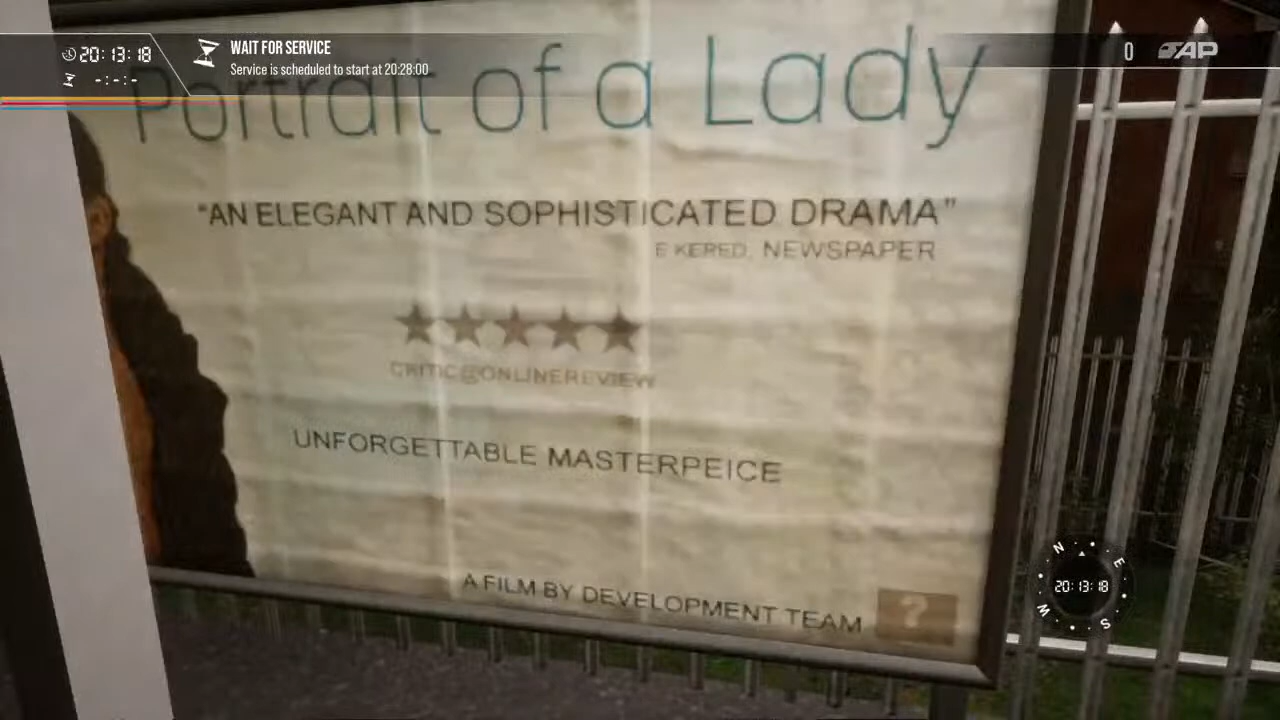 20:13:18
WAIT FOR SERVICE
Service is scheduled to start at 20:28:00
-:-:-
0 AP
Portrait of a Lady
"AN ELEGANT AND SOPHISTICATED DRAMA"
E KERED, NEWSPAPER
CRITIC@ONLINEREVIEW
UNFORGETTABLE MASTERPEICE
A FILM BY DEVELOPMENT TEAM ?
N
E
20:13:18
W
S